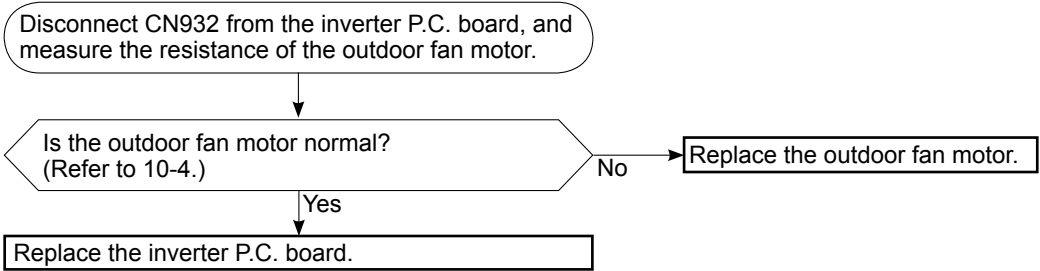 Disconnect CN932 from the inverter P.C. board, and
measure the resistance of the outdoor fan motor.
Is the outdoor fan motor normal?
(Refer to 10-4.)
No
Replace the outdoor fan motor.
Yes
Replace the inverter P.C. board.